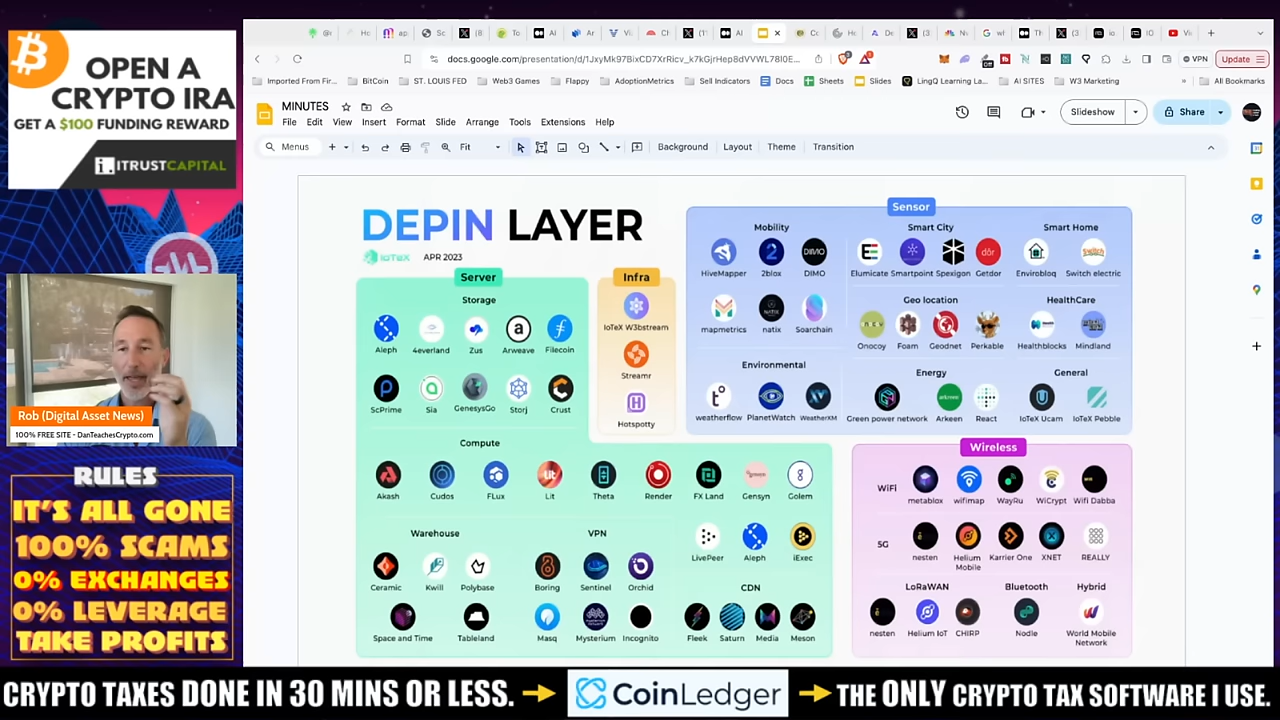 OPEN A
CRYPTO IRA
GET A $100 FUNDING REWARD
iTRUSTCAPITAL
Rob (Digital Asset News)
100% FREE SITE - DanTeachesCrypto.com
RULES
IT'S ALL GONE
100% SCAMS
0% EXCHANGES
0% LEVERAGE
TAKE PROFITS
VPN Update
Imported From Fir... BitCoin ST. LOUIS FED Web3 Games Flappy AdoptionMetrics Sell Indicators Docs Sheets Slides LingQ Learning La... AI SITES W3 Marketing » All Bookmarks
MINUTES
File Edit View Insert Format Slide Arrange Tools Extensions Help
Slideshow Share
Menus Fit Background Layout Theme Transition
DEPIN LAYER
IoTeX APR 2023
Server
Storage
Aleph 4everland Zus Arweave Filecoin
ScPrime Sia GenesysGo Storj Crust
Infra
IoTeX W3bstream
Streamr
Hotspotty
Compute
Akash Cudos FLux Lit Theta Render FX Land Gensyn Golem
LivePeer Aleph iExec
Warehouse
Ceramic Kwill Polybase
Space and Time Tableland
VPN
Boring Sentinel Orchid
Masq Mysterium Incognito
CDN
Fleek Saturn Media Meson
Sensor
Mobility
HiveMapper 2blox DIMO
mapmetrics natix Soarchain
Smart City
Elumicate Smartpoint Spexigon Getdor
Smart Home
Envirobloq Switch electric
Geo location
Onocoy Foam Geodnet Perkable
HealthCare
Healthblocks Mindland
Environmental
weatherflow PlanetWatch WeatherXM
Energy
Green power network Arkeen React
General
IoTeX Ucam IoTeX Pebble
Wireless
WiFi
metablox wifimap WayRu WiCrypt Wifi Dabba
5G
nesten Helium Mobile Karrier One XNET REALLY
LoRaWAN
nesten Helium IoT CHIRP
Bluetooth
Nodle
Hybrid
World Mobile
Network
CRYPTO TAXES DONE IN 30 MINS OR LESS. CoinLedger THE ONLY CRYPTO TAX SOFTWARE I USE.